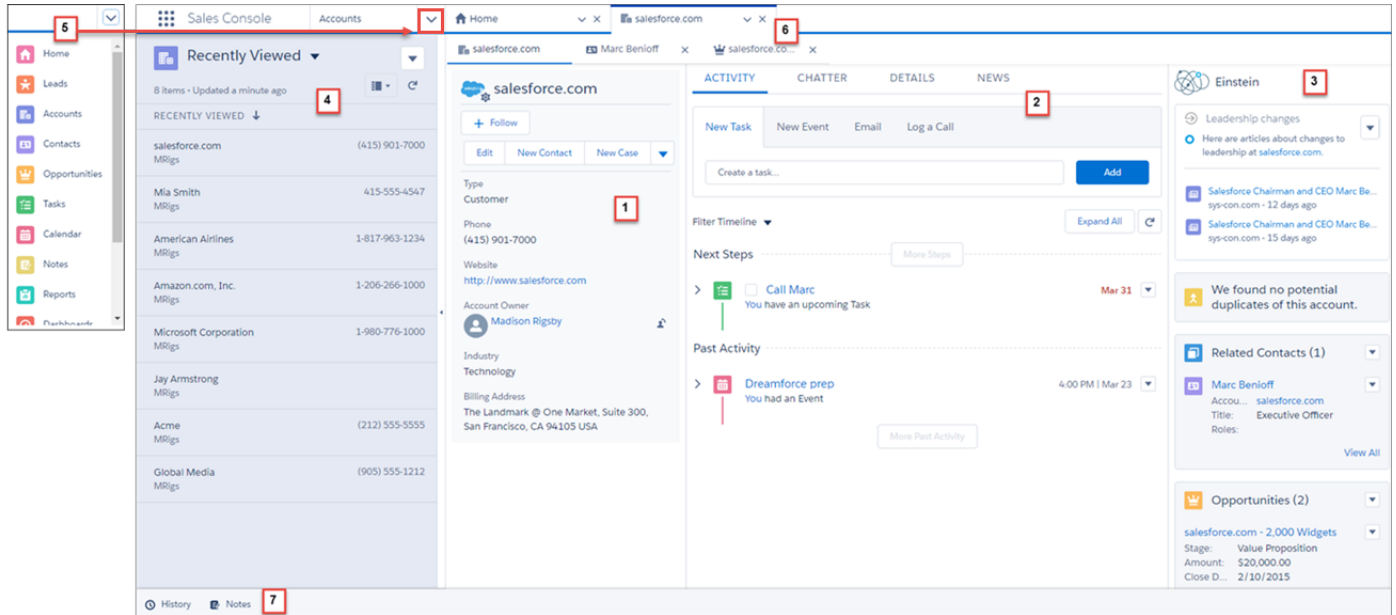 5
Home
Leads
Accounts
Contacts
Opportunities
Tasks
Calendar
Notes
Reports
Dashboards
Sales Console
Accounts
Home
salesforce.com
6
Recently Viewed
8 items • Updated a minute ago
4
RECENTLY VIEWED
salesforce.com (415) 901-7000
MRigs
Mia Smith 415-555-4547
MRigs
American Airlines 1-817-963-1234
MRigs
Amazon.com, Inc. 1-206-266-1000
MRigs
Microsoft Corporation 1-980-776-1000
MRigs
Jay Armstrong
MRigs
Acme (212) 555-5555
MRigs
Global Media (905) 555-1212
MRigs
salesforce.com Marc Benioff salesforce.co...
salesforce.com
Follow
Edit New Contact New Case
Type
Customer
1
Phone
(415) 901-7000
Website
http://www.salesforce.com
Account Owner
Madison Rigsby
Industry
Technology
Billing Address
The Landmark @ One Market, Suite 300,
San Francisco, CA 94105 USA
ACTIVITY CHATTER DETAILS NEWS
2
New Task New Event Email Log a Call
Create a task... Add
Filter Timeline Expand All
Next Steps More Steps
Call Marc Mar 31
You have an upcoming Task
Past Activity
Dreamforce prep 4:00 PM | Mar 23
You had an Event
More Past Activity
Einstein
3
Leadership changes
Here are articles about changes to
leadership at salesforce.com.
Salesforce Chairman and CEO Marc Be...
sys-con.com - 12 days ago
Salesforce Chairman and CEO Marc Be...
sys-con.com - 15 days ago
We found no potential
duplicates of this account.
Related Contacts (1)
Marc Benioff
Accou... salesforce.com
Title: Executive Officer
Roles:
View All
Opportunities (2)
salesforce.com - 2,000 Widgets
Stage: Value Proposition
Amount: $20,000.00
Close D... 2/10/2015
History Notes 7